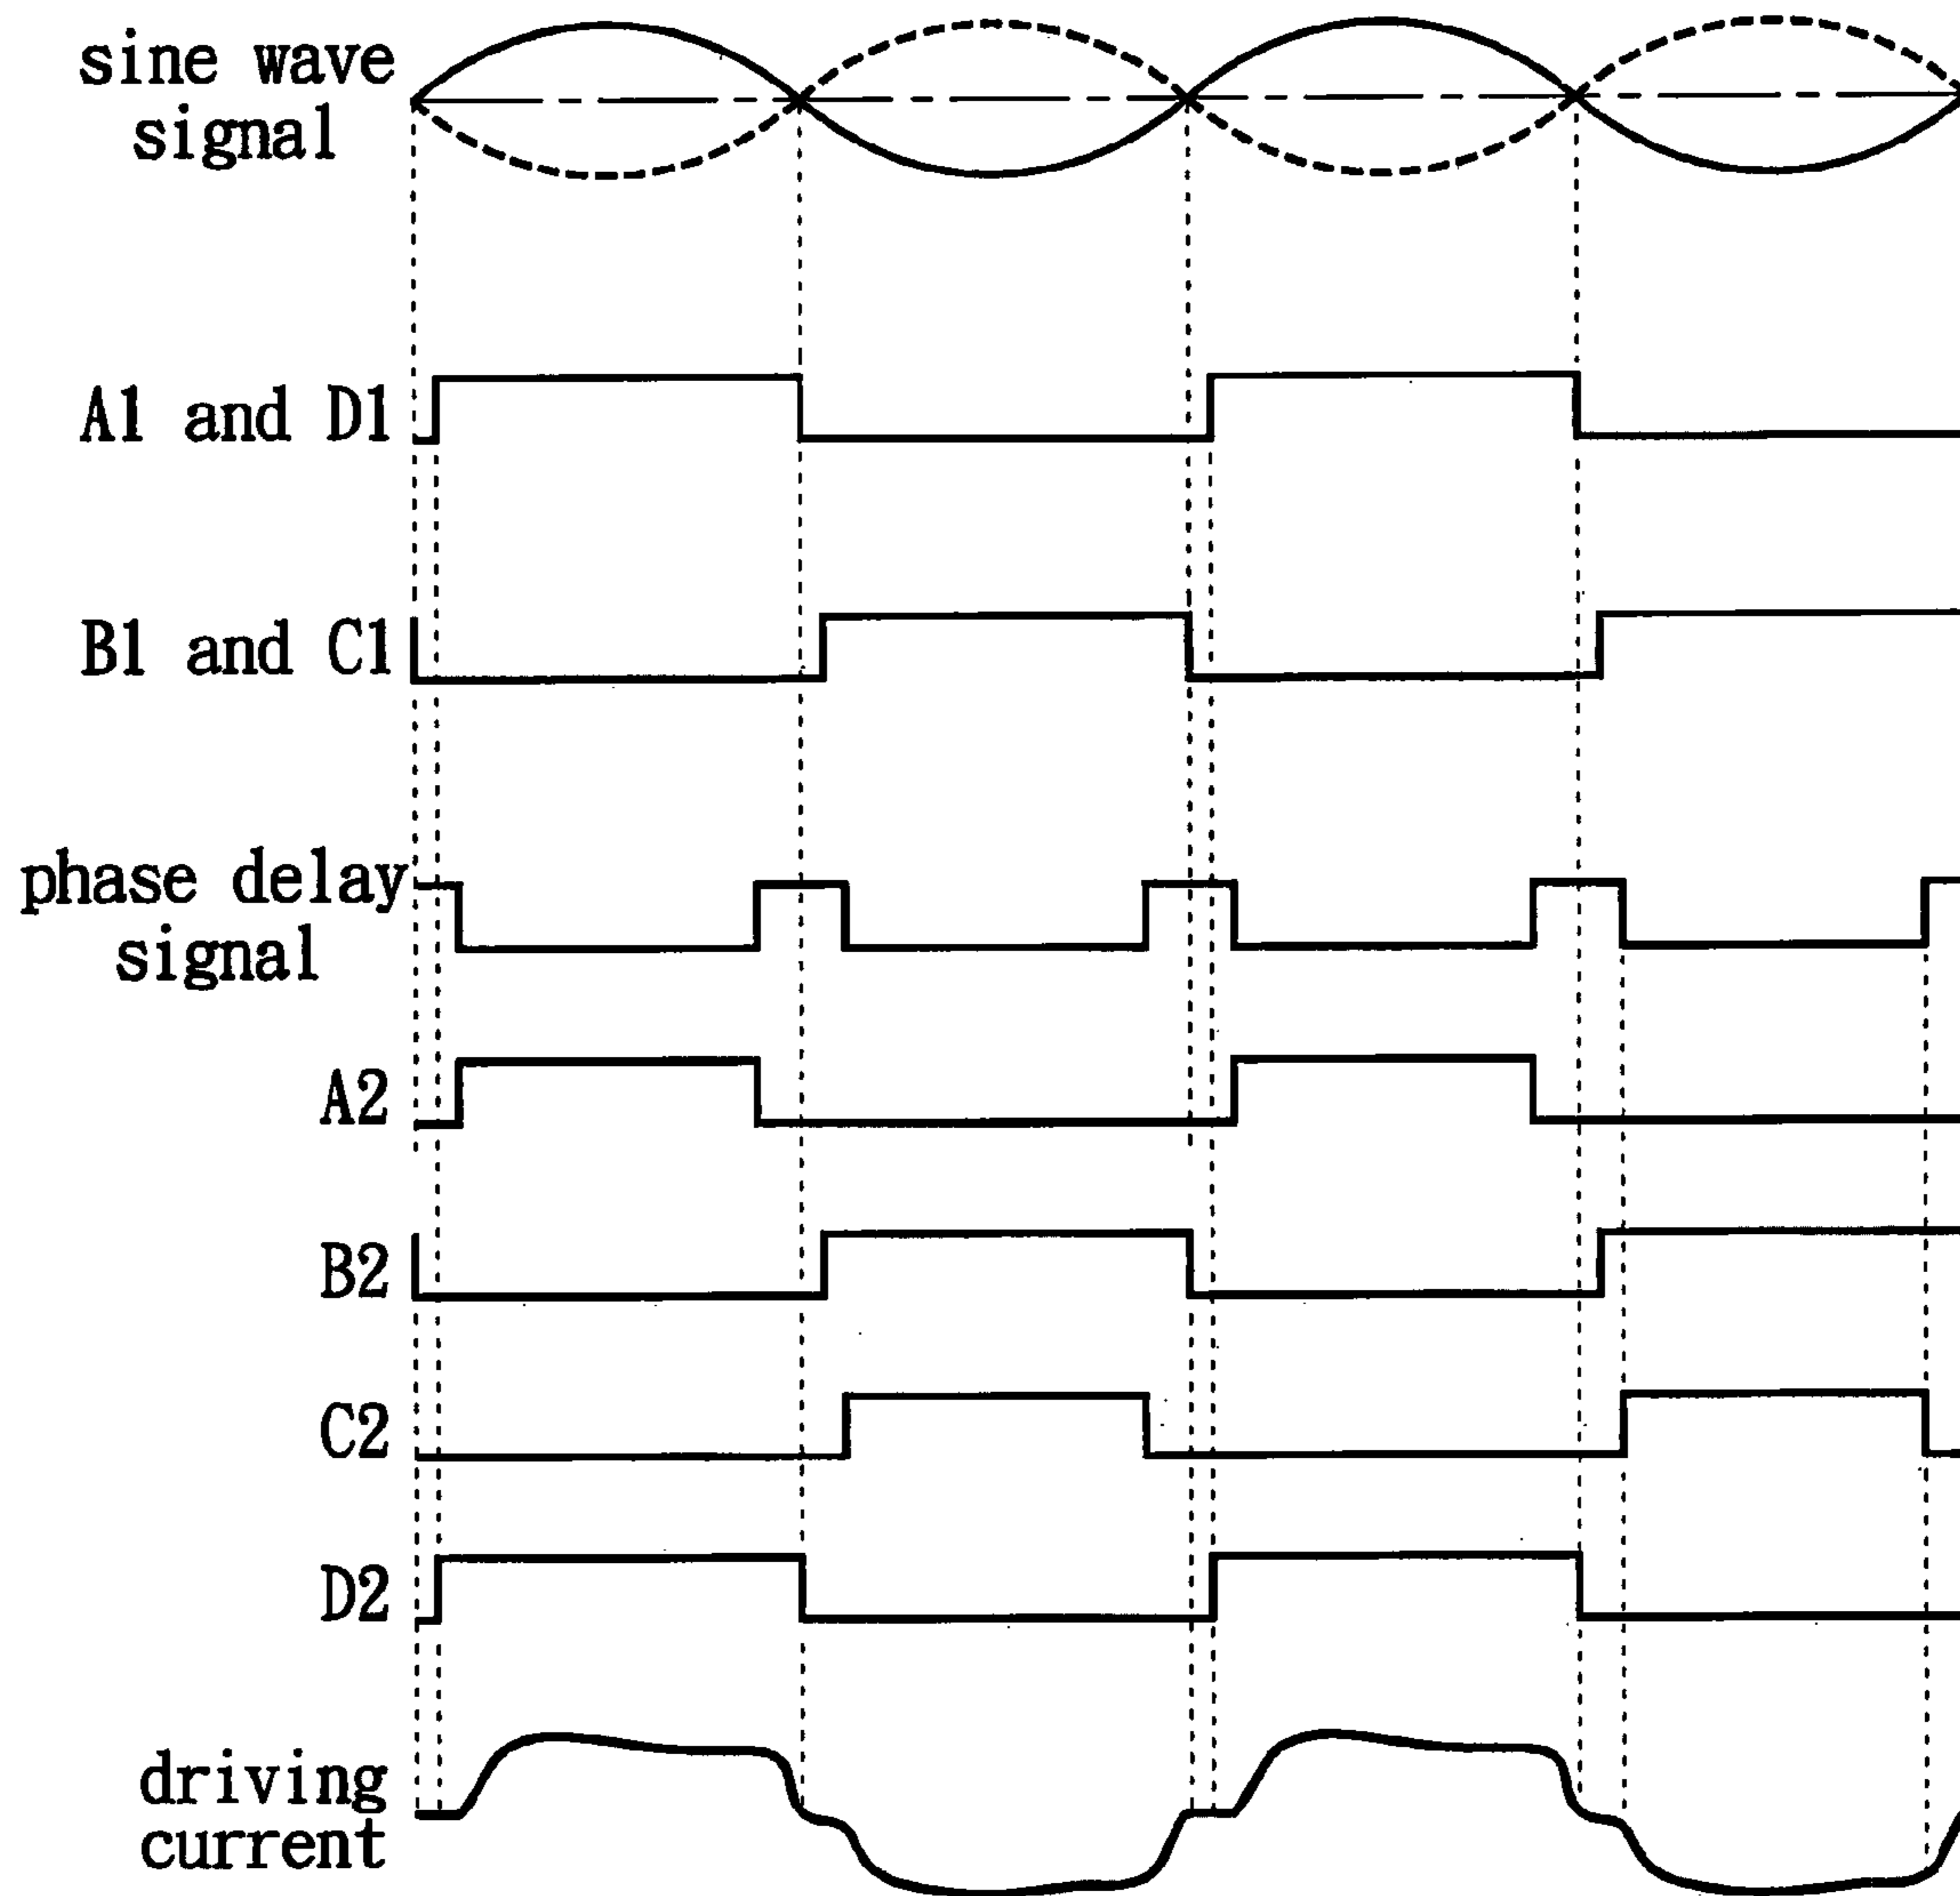 sine wave
signal
A1 and D1
B1 and C1
phase delay
signal
A2
B2
C2
D2
driving
current